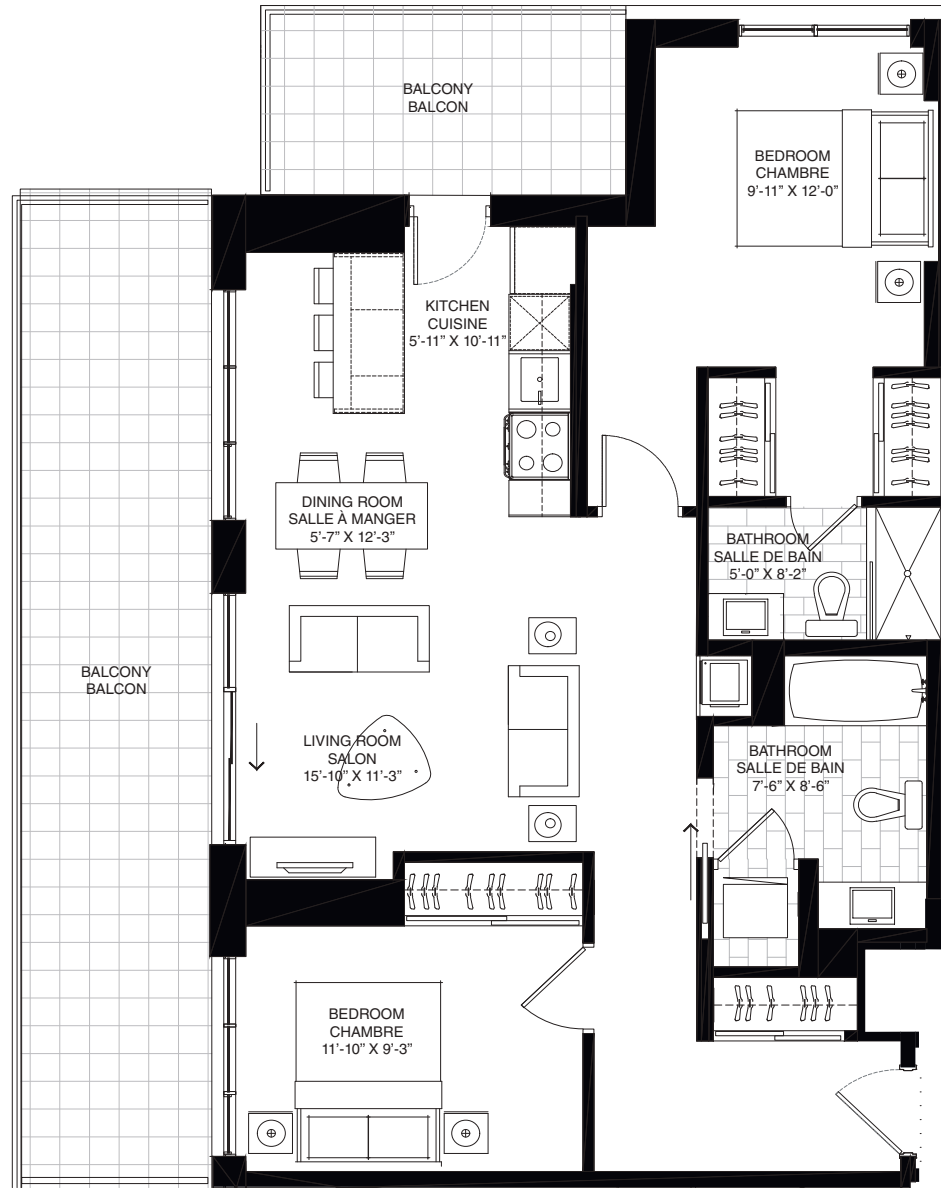 BALCONY
BALCON
BEDROOM
CHAMBRE
9'-11" X 12'-0"
KITCHEN
CUISINE
5'-11" X 10'-11"
DINING ROOM
SALLE À MANGER
5'-7" X 12'-3"
BATHROOM
SALLE DE BAIN
5'-0" X 8'-2"
BALCONY
BALCON
LIVING ROOM
SALON
15'-10" X 11'-3"
BATHROOM
SALLE DE BAIN
7'-6" X 8'-6"
BEDROOM
CHAMBRE
11'-10" X 9'-3"